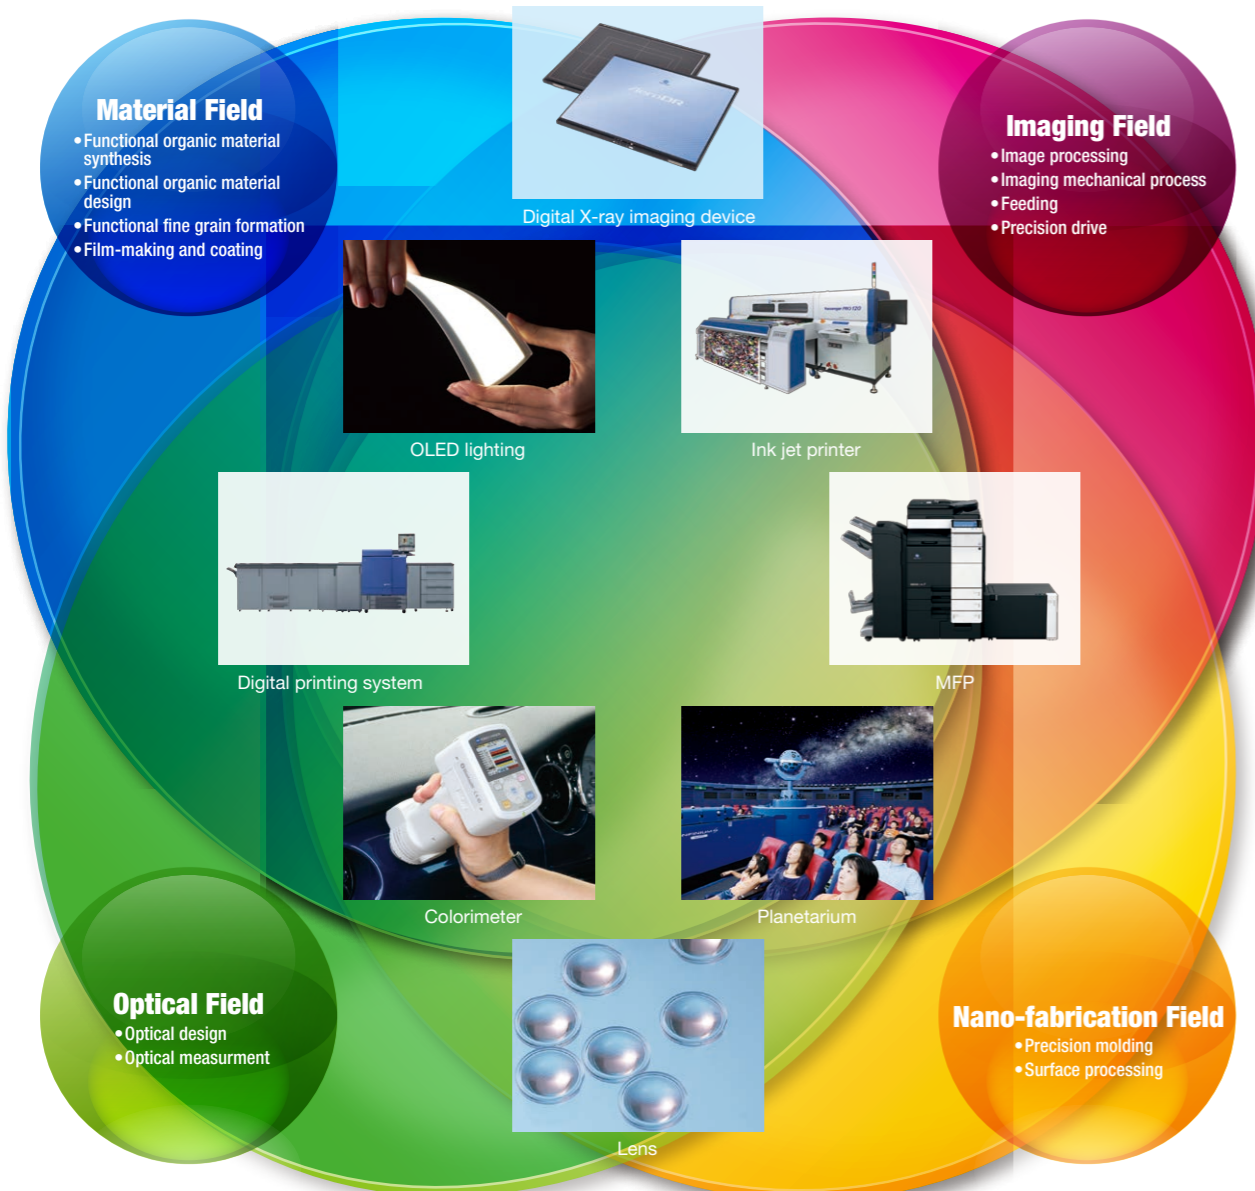 Material Field
•Functional organic material
synthesis
•Functional organic material
design
•Functional fine grain formation
•Film-making and coating
AeroDR
Digital X-ray imaging device
Imaging Field
•Image processing
•Imaging mechanical process
•Feeding
•Precision drive
OLED lighting
Ink jet printer
Digital printing system
MFP
Colorimeter
Planetarium
Optical Field
•Optical design
•Optical measurment
Lens
Nano-fabrication Field
•Precision molding
•Surface processing